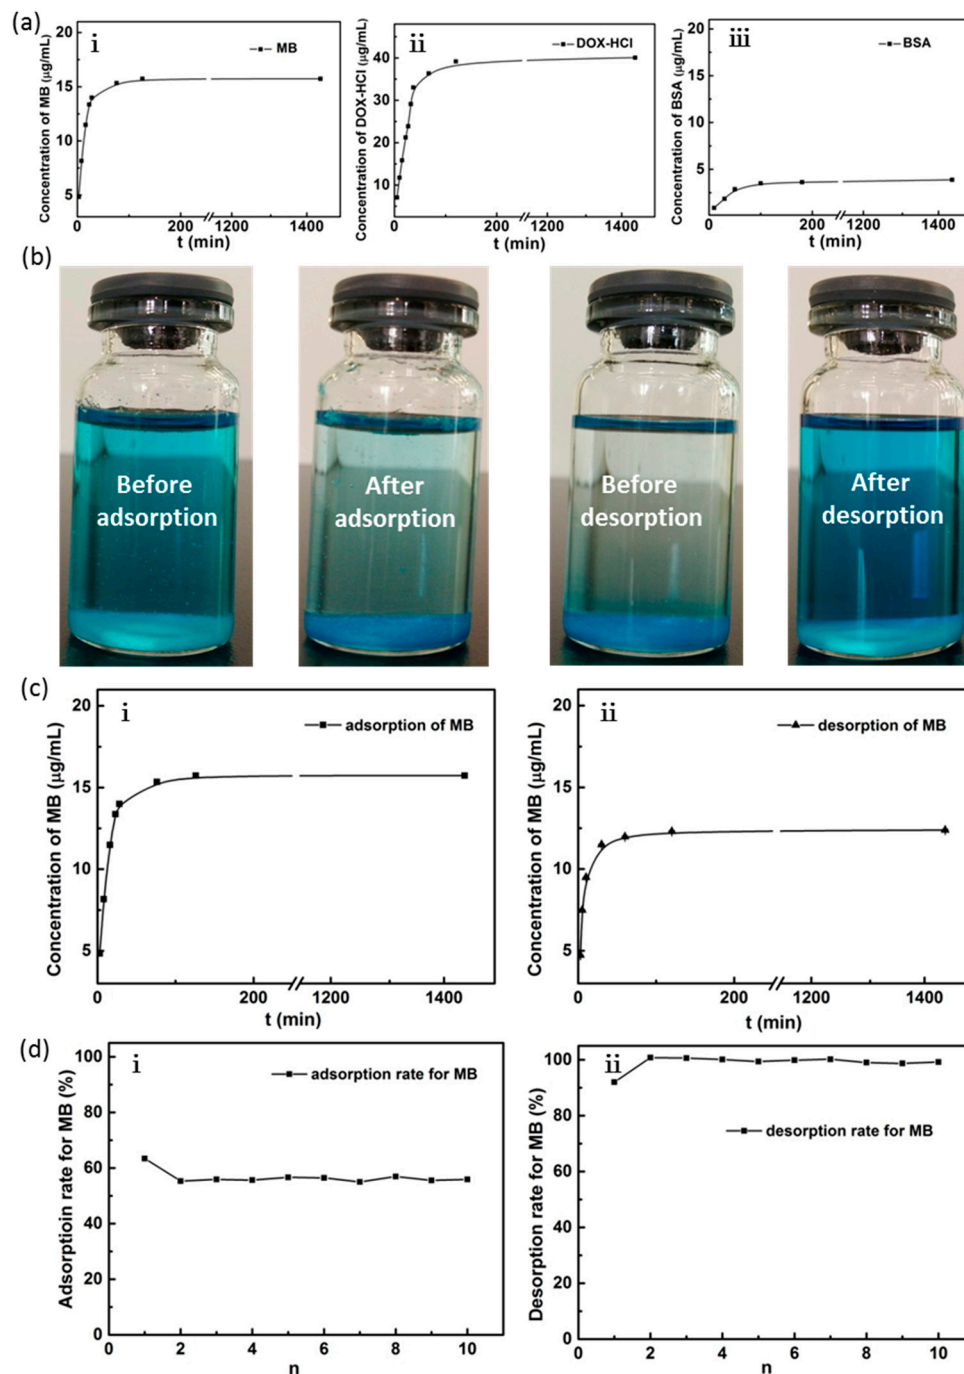 (a)
i
MB
Concentration of MB (μg/mL)
20
15
10
5
0
200
1200
1400
t (min)
ii
DOX-HCl
Concentration of DOX-HCl (μg/mL)
40
30
20
10
0
200
1200
1400
t (min)
iii
BSA
Concentration of BSA (μg/mL)
20
15
10
5
0
0
200
1200
1400
t (min)
(b)
Before
adsorption
After
adsorption
Before
desorption
After
desorption
(c)
i
adsorption of MB
Concentration of MB (μg/mL)
20
15
10
5
0
200
1200
1400
t (min)
ii
desorption of MB
Concentration of MB (μg/mL)
20
15
10
5
0
200
1200
1400
t (min)
(d)
i
adsorption rate for MB
Adsorptioin rate for MB (%)
100
80
60
40
20
0
0
2
4
6
8
10
n
ii
desorption rate for MB
Desorption rate for MB (%)
100
80
60
40
20
0
0
2
4
6
8
10
n